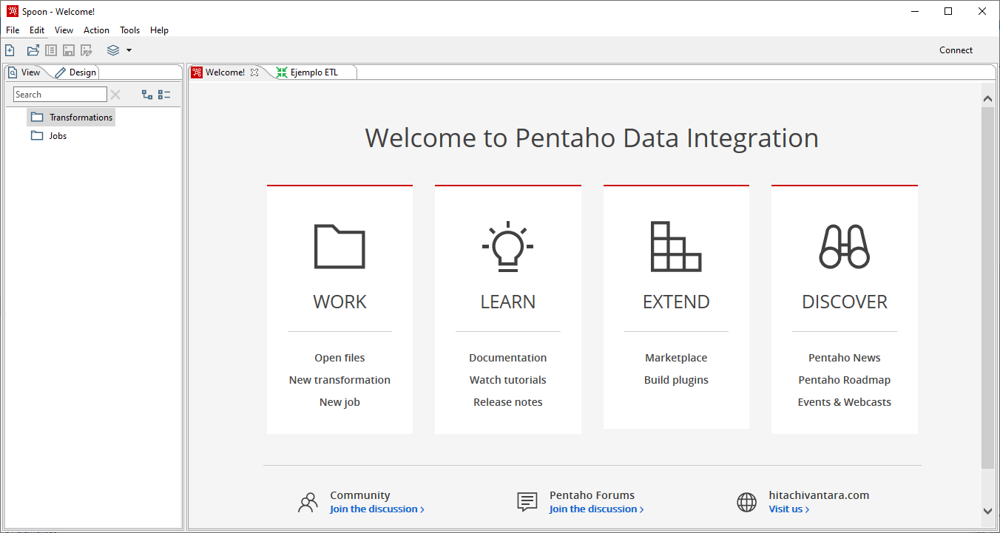 Spoon - Welcome!
File Edit View Action Tools Help
Connect
View Design
Welcome! Ejemplo ETL
Search
Transformations
Jobs
Welcome to Pentaho Data Integration
WORK
Open files
New transformation
New job
LEARN
Documentation
Watch tutorials
Release notes
EXTEND
Marketplace
Build plugins
DISCOVER
Pentaho News
Pentaho Roadmap
Events & Webcasts
Community
Join the discussion ›
Pentaho Forums
Join the discussion ›
hitachivantara.com
Visit us ›